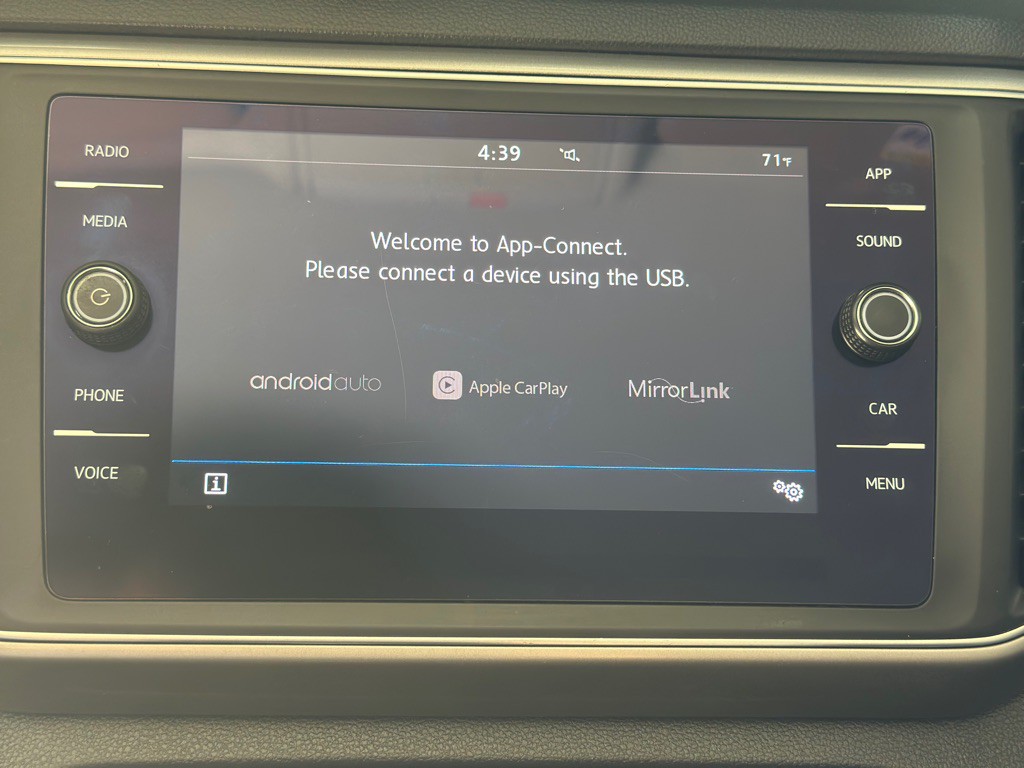 RADIO
MEDIA
PHONE
VOICE
4:39
71°F
Welcome to App-Connect.
Please connect a device using the USB.
androidauto
Apple CarPlay
MirrorLink
i
APP
SOUND
CAR
MENU